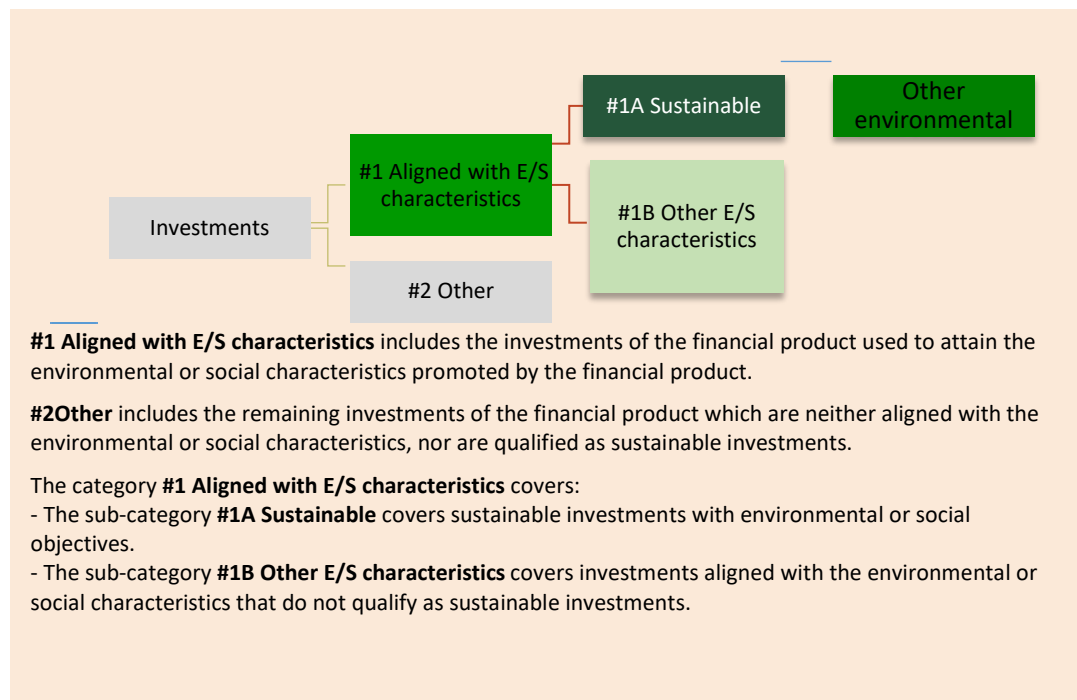 #1A Sustainable
Other
environmental
#1 Aligned with E/S
characteristics
#1B Other E/S
characteristics
Investments
#2 Other
#1 Aligned with E/S characteristics includes the investments of the financial product used to attain the
environmental or social characteristics promoted by the financial product.
#2Other includes the remaining investments of the financial product which are neither aligned with the
environmental or social characteristics, nor are qualified as sustainable investments.
The category #1 Aligned with E/S characteristics covers:
- The sub-category #1A Sustainable covers sustainable investments with environmental or social
objectives.
- The sub-category #1B Other E/S characteristics covers investments aligned with the environmental or
social characteristics that do not qualify as sustainable investments.